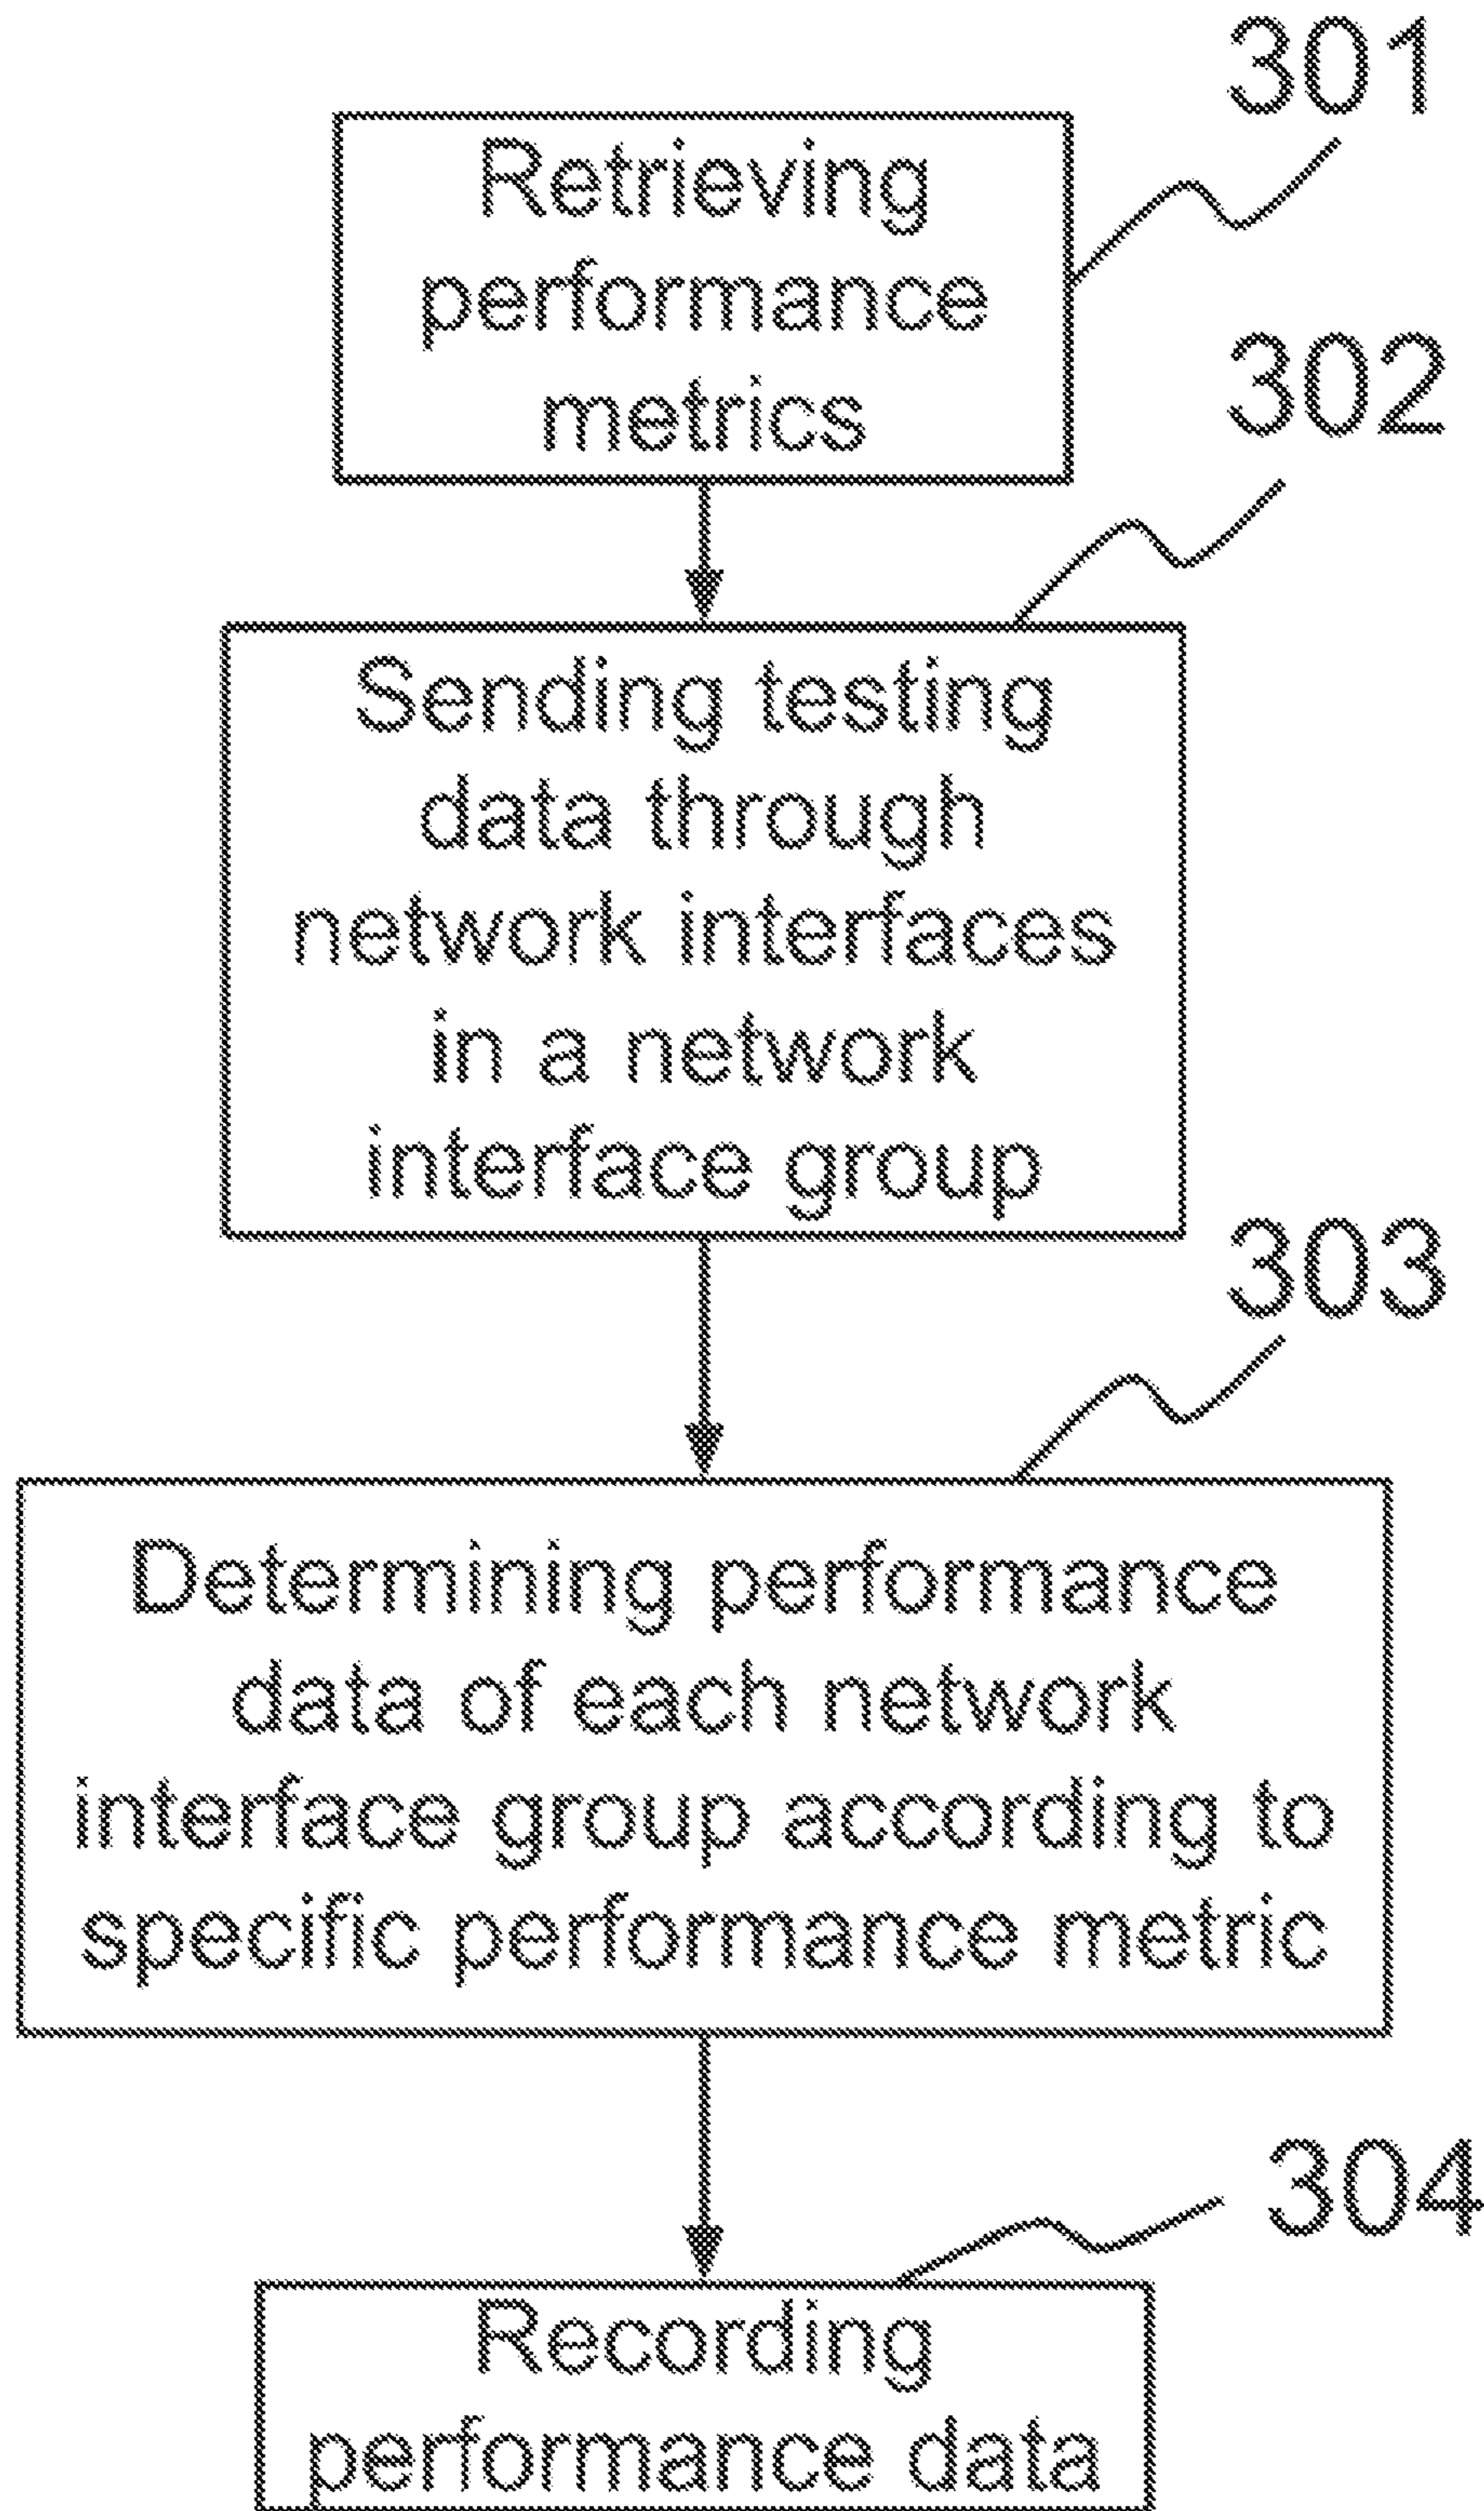 301
Retrieving
performance
metrics
302
Sending testing
data through
network interfaces
in a network
interface group
303
Determining performance
data of each network
interface group according to
specific performance metric
304
Recording
performance data